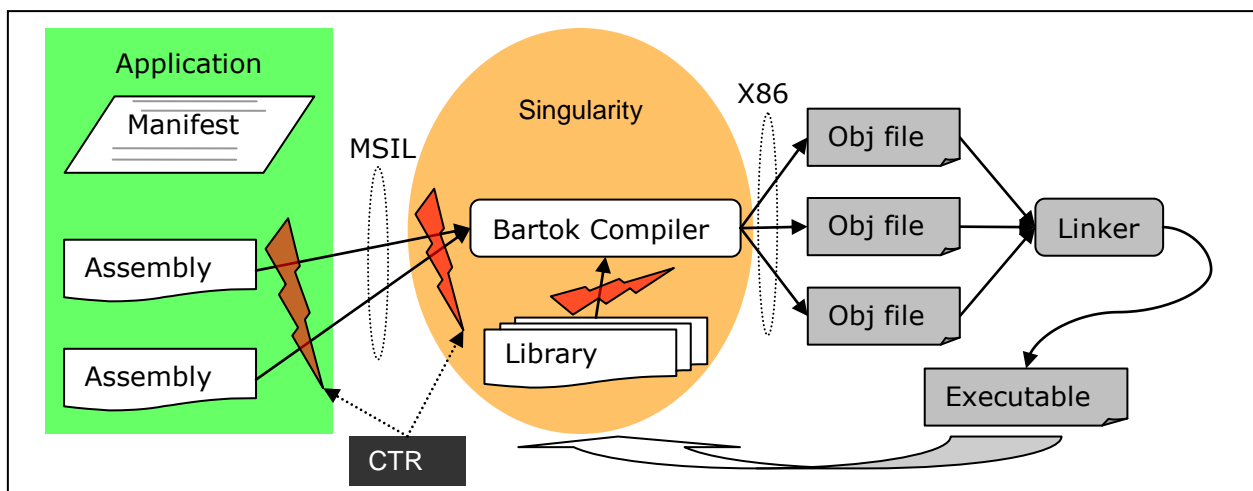 Application
Manifest
Assembly
Assembly
MSIL
Singularity
Bartok Compiler
Library
CTR
X86
Obj file
Obj file
Obj file
Linker
Executable